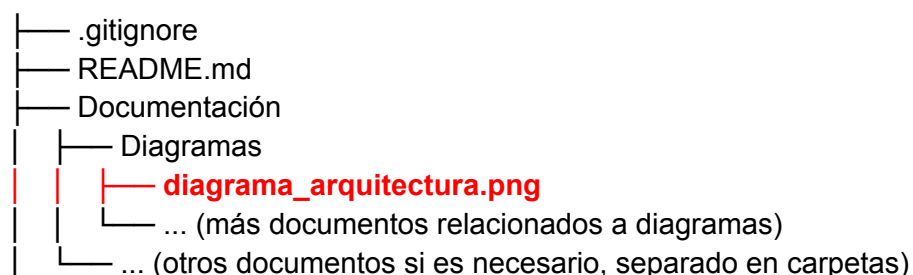 ├── .gitignore
├── README.md
├── Documentación
│ ├── Diagramas
│ │ ├── diagrama_arquitectura.png
│ │ └── ... (más documentos relacionados a diagramas)
│ └── ... (otros documentos si es necesario, separado en carpetas)